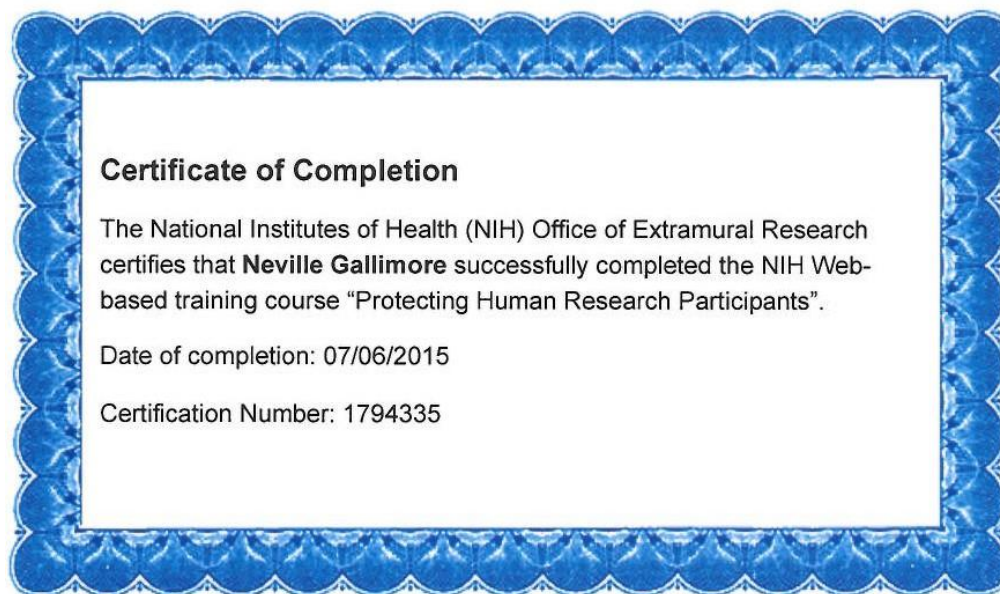 Certificate of Completion
The National Institutes of Health (NIH) Office of Extramural Research
certifies that Neville Gallimore successfully completed the NIH Web-
based training course “Protecting Human Research Participants”.
Date of completion: 07/06/2015
Certification Number: 1794335